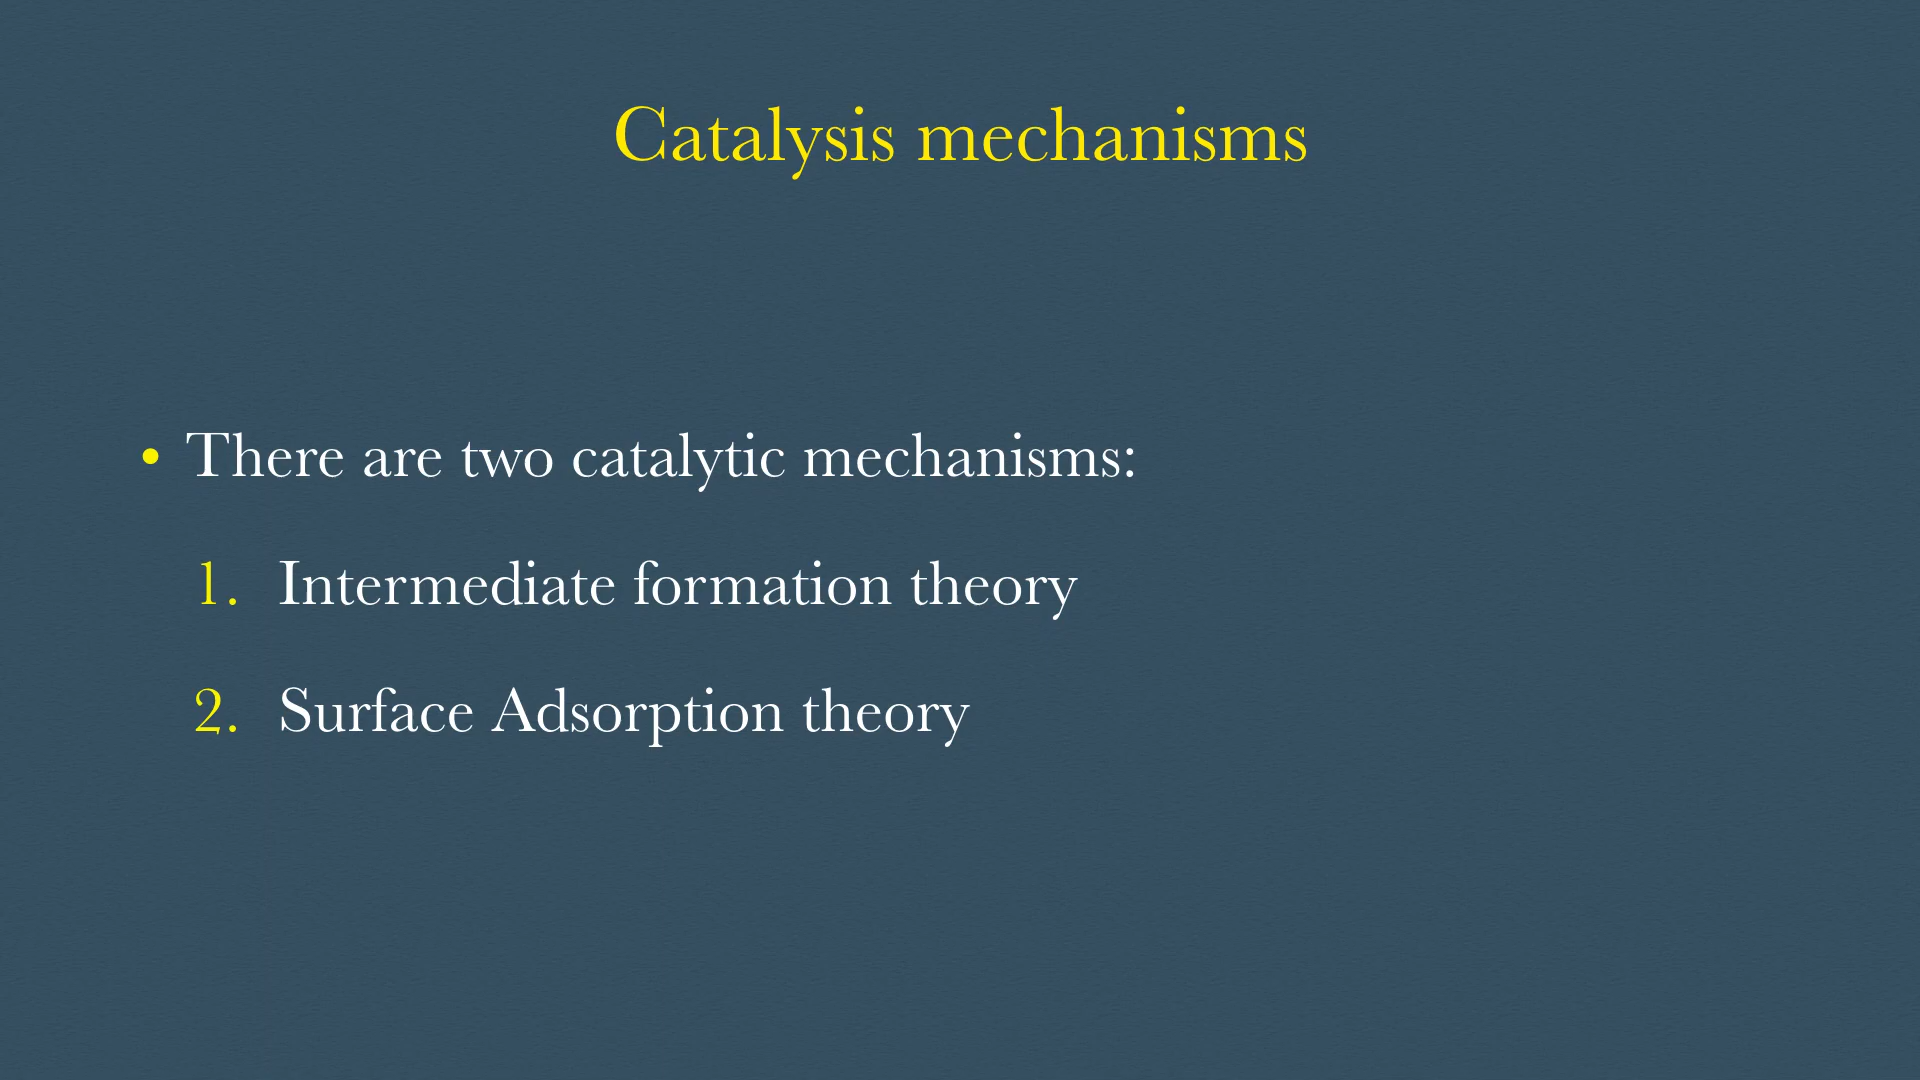 Catalysis mechanisms
• There are two catalytic mechanisms:
1. Intermediate formation theory
2. Surface Adsorption theory